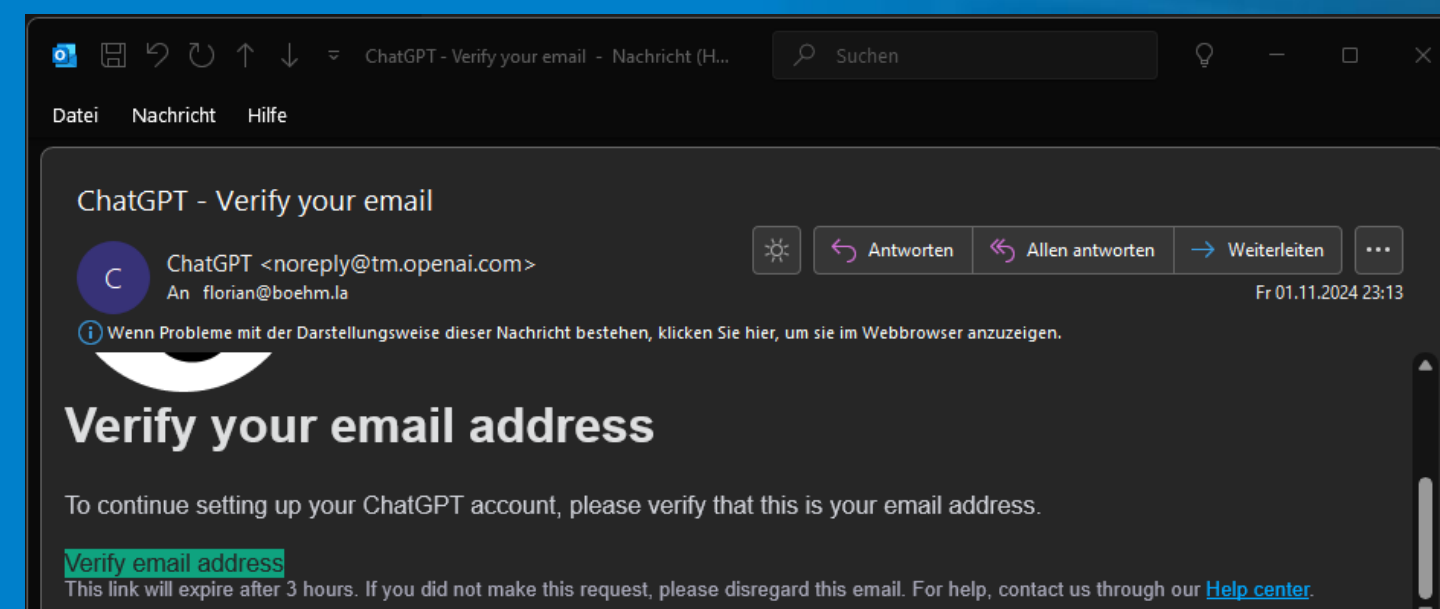 ChatGPT - Verify your email - Nachricht (H...
Suchen
Datei Nachricht Hilfe
ChatGPT - Verify your email
C
ChatGPT <noreply@tm.openai.com>
An florian@boehm.la
Antworten Allen antworten Weiterleiten
Fr 01.11.2024 23:13
Wenn Probleme mit der Darstellungsweise dieser Nachricht bestehen, klicken Sie hier, um sie im Webbrowser anzuzeigen.
Verify your email address
To continue setting up your ChatGPT account, please verify that this is your email address.
Verify email address
This link will expire after 3 hours. If you did not make this request, please disregard this email. For help, contact us through our Help center.